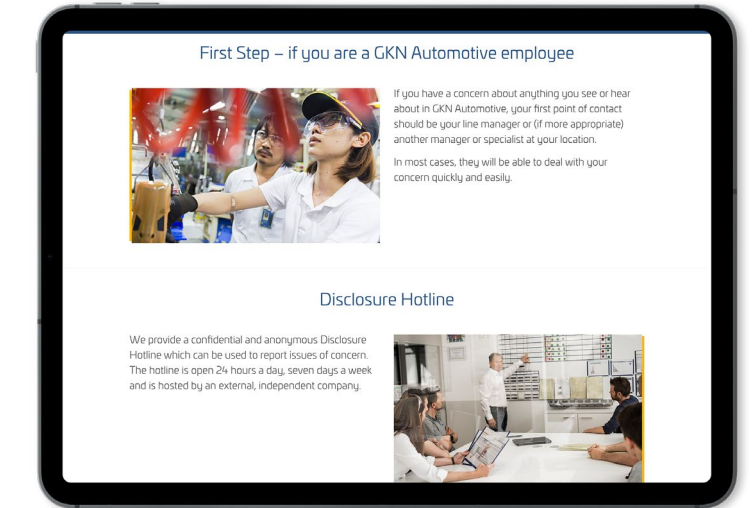 First Step – if you are a GKN Automotive employee
If you have a concern about anything you see or hear
about in GKN Automotive, your first point of contact
should be your line manager or (if more appropriate)
another manager or specialist at your location.
In most cases, they will be able to deal with your
concern quickly and easily.
Disclosure Hotline
We provide a confidential and anonymous Disclosure
Hotline which can be used to report issues of concern.
The hotline is open 24 hours a day, seven days a week
and is hosted by an external, independent company.